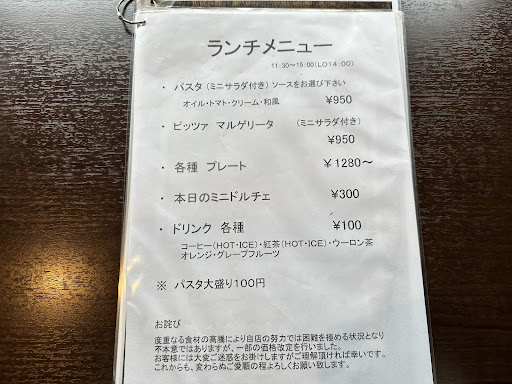 ランチメニュー
11:30~15:00(LO14:00)
・ パスタ (ミニサラダ付き) ソースをお選び下さい
オイル・トマト・クリーム・和風 ¥950
・ ピッツァ マルゲリータ (ミニサラダ付き)
¥950
・ 各種 プレート ¥1280~
・ 本日のミニドルチェ ¥300
・ ドリンク 各種 ¥100
コーヒー(HOT・ICE)・紅茶(HOT・ICE)・ウーロン茶
オレンジ・グレープフルーツ
※ パスタ大盛り100円
お詫び
度重なる食材の高騰により自店の努力では困難を極める状況となり
不本意ではありますが、一部の価格改定を行いました。
お客様には大変ご迷惑をお掛けしますがご理解頂ければ幸いです。
これからも、変わらぬご愛顧の程よろしくお願い致します。